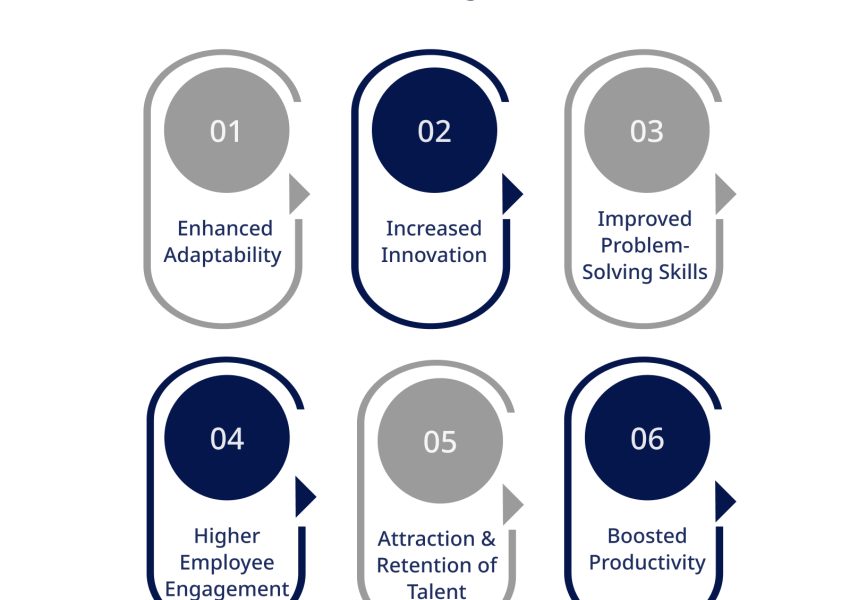 01
Enhanced
Adaptability
02
Increased
Innovation
03
Improved
Problem-
Solving Skills
04
Higher
Employee
Engagement
05
Attraction &
Retention of
Talent
06
Boosted
Productivity